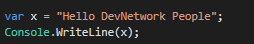 var x = "Hello DevNetwork People";
Console.WriteLine(x);